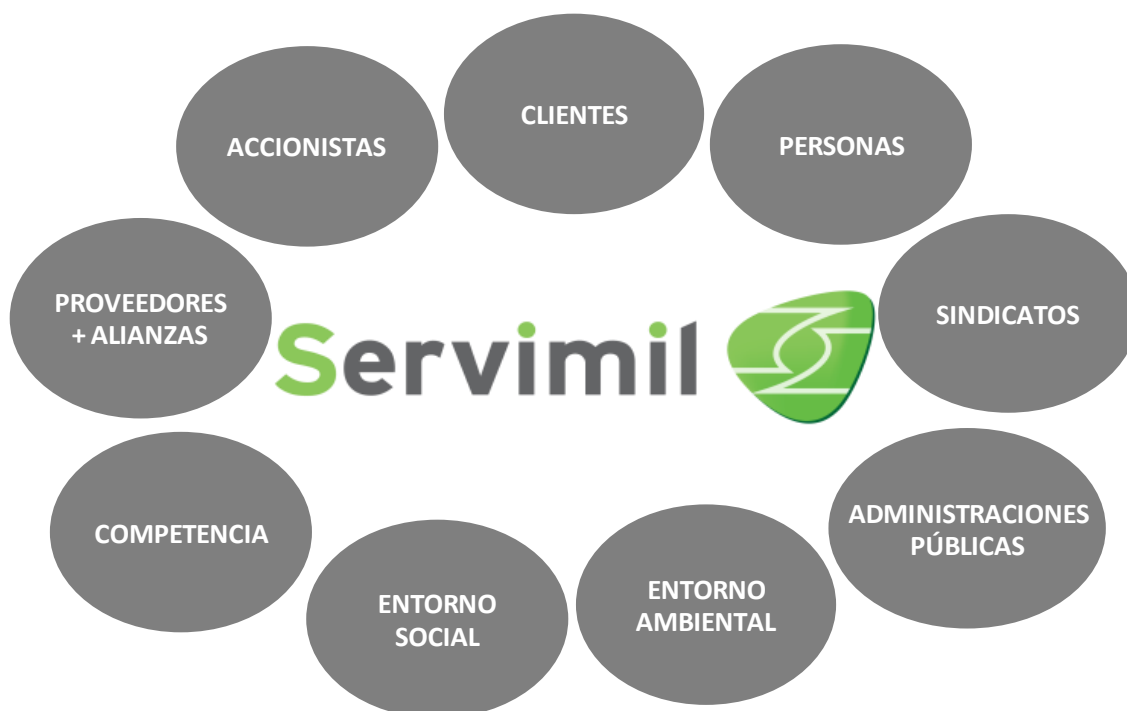 CLIENTES
ACCIONISTAS
PERSONAS
PROVEEDORES
+ ALIANZAS
SINDICATOS
Servimil
COMPETENCIA
ADMINISTRACIONES
PÚBLICAS
ENTORNO
SOCIAL
ENTORNO
AMBIENTAL